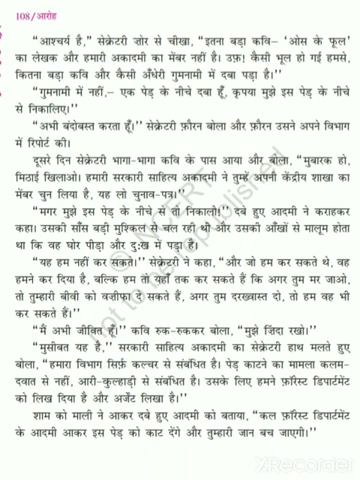 108/आरोह
“आश्चर्य है,” सेक्रेटरी ज़ोर से चीखा, “इतना बड़ा कवि– ‘ओस के फूल’
का लेखक और हमारी अकादमी का मेंबर नहीं है। उफ़! कैसी भूल हो गई हमसे,
कितना बड़ा कवि और कैसी अँधेरी गुमनामी में दबा पड़ा है।”
“गुमनामी में नहीं,– एक पेड़ के नीचे दबा हूँ, कृपया मुझे इस पेड़ के नीचे
से निकालिए।”
“अभी बंदोबस्त करता हूँ।” सेक्रेटरी फ़ौरन बोला और फ़ौरन उसने अपने विभाग
में रिपोर्ट की।
दूसरे दिन सेक्रेटरी भागा-भागा कवि के पास आया और बोला, “मुबारक हो,
मिठाई खिलाओ। हमारी सरकारी साहित्य अकादमी ने तुम्हें अपनी केंद्रीय शाखा का
मेंबर चुन लिया है, यह लो चुनाव-पत्र।”
“मगर मुझे इस पेड़ के नीचे से तो निकालो।” दबे हुए आदमी ने कराहकर
कहा। उसकी साँस बड़ी मुश्किल से चल रही थी और उसकी आँखों से मालूम होता
था कि वह घोर पीड़ा और दुःख में पड़ा है।
“यह हम नहीं कर सकते।” सेक्रेटरी ने कहा, “और जो हम कर सकते थे, वह
हमने कर दिया है, बल्कि हम तो यहाँ तक कर सकते हैं कि अगर तुम मर जाओ,
तो तुम्हारी बीवी को वज़ीफ़ा दे सकते हैं, अगर तुम दरख्वास्त दो, तो हम वह भी
कर सकते हैं।”
“मैं अभी जीवित हूँ।” कवि रुक-रुककर बोला, “मुझे ज़िंदा रखो।”
“मुसीबत यह है,” सरकारी साहित्य अकादमी का सेक्रेटरी हाथ मलते हुए
बोला, “हमारा विभाग सिर्फ़ कल्चर से संबंधित है। पेड़ काटने का मामला कलम-
दवात से नहीं, आरी-कुल्हाड़ी से संबंधित है। उसके लिए हमने फ़ॉरेस्ट डिपार्टमेंट
को लिख दिया है और अर्जेंट लिखा है।”
शाम को माली ने आकर दबे हुए आदमी को बताया, “कल फ़ॉरेस्ट डिपार्टमेंट
के आदमी आकर इस पेड़ को काट देंगे और तुम्हारी जान बच जाएगी।”
not to be republished
XRecorder